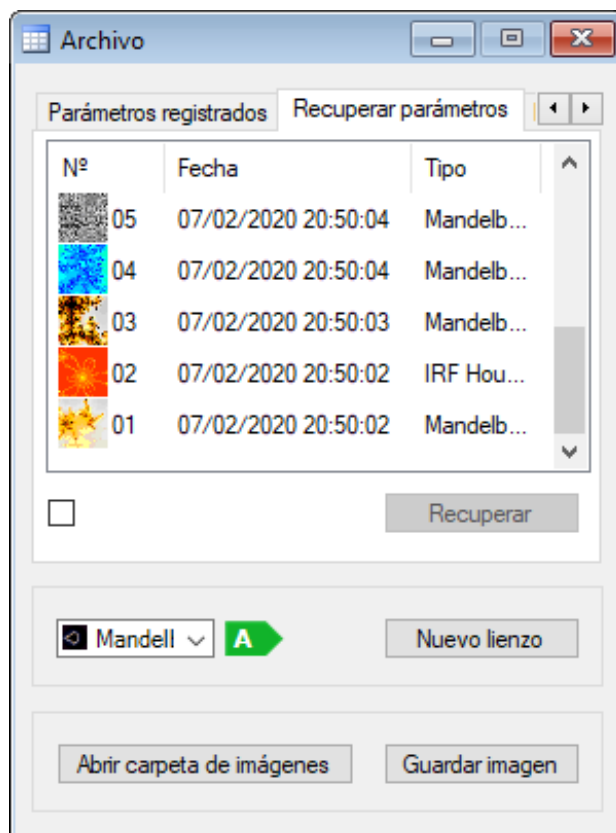 Archivo
Parámetros registrados Recuperar parámetros
Nº Fecha Tipo
05 07/02/2020 20:50:04 Mandelb...
04 07/02/2020 20:50:04 Mandelb...
03 07/02/2020 20:50:03 Mandelb...
02 07/02/2020 20:50:02 IRF Hou...
01 07/02/2020 20:50:02 Mandelb...
Recuperar
Mandell A Nuevo lienzo
Abrir carpeta de imágenes Guardar imagen